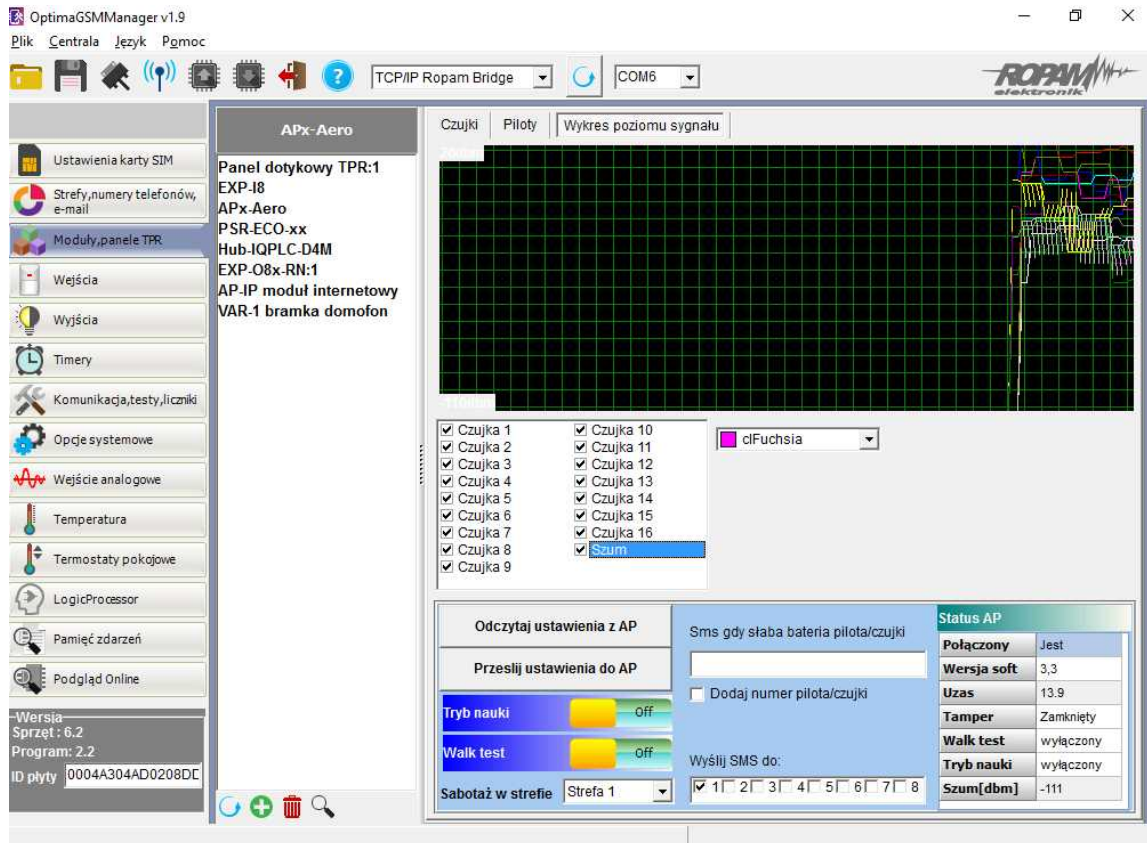 OptimaGSMManager v1.9
Plik Centrala Język Pomoc
TCP/IP Ropam Bridge
COM6
ROPAM
elektronik
Ustawienia karty SIM
Strefy,numery telefonów,
e-mail
Moduły,panele TPR
Wejścia
Wyjścia
Timery
Komunikacja,testy,liczniki
Opcje systemowe
Wejście analogowe
Temperatura
Termostaty pokojowe
LogicProcessor
Pamięć zdarzeń
Podgląd Online
Wersja
Sprzęt : 6.2
Program: 2.2
ID płyty 0004A304AD0208DE
APx-Aero
Panel dotykowy TPR:1
EXP-I8
APx-Aero
PSR-ECO-xx
Hub-IQPLC-D4M
EXP-O8x-RN:1
AP-IP moduł internetowy
VAR-1 bramka domofon
Czujki Piloty Wykres poziomu sygnału
Czujka 1
Czujka 2
Czujka 3
Czujka 4
Czujka 5
Czujka 6
Czujka 7
Czujka 8
Czujka 9
Czujka 10
Czujka 11
Czujka 12
Czujka 13
Czujka 14
Czujka 15
Czujka 16
Szum
clFuchsia
Odczytaj ustawienia z AP
Przeslij ustawienia do AP
Tryb nauki Off
Walk test Off
Sabotaż w strefie Strefa 1
Sms gdy słaba bateria pilota/czujki
Dodaj numer pilota/czujki
Wyślij SMS do:
1 2 3 4 5 6 7 8
Status AP
Połączony Jest
Wersja soft 3,3
Uzas 13.9
Tamper Zamknięty
Walk test wyłączony
Tryb nauki wyłączony
Szum[dbm] -111